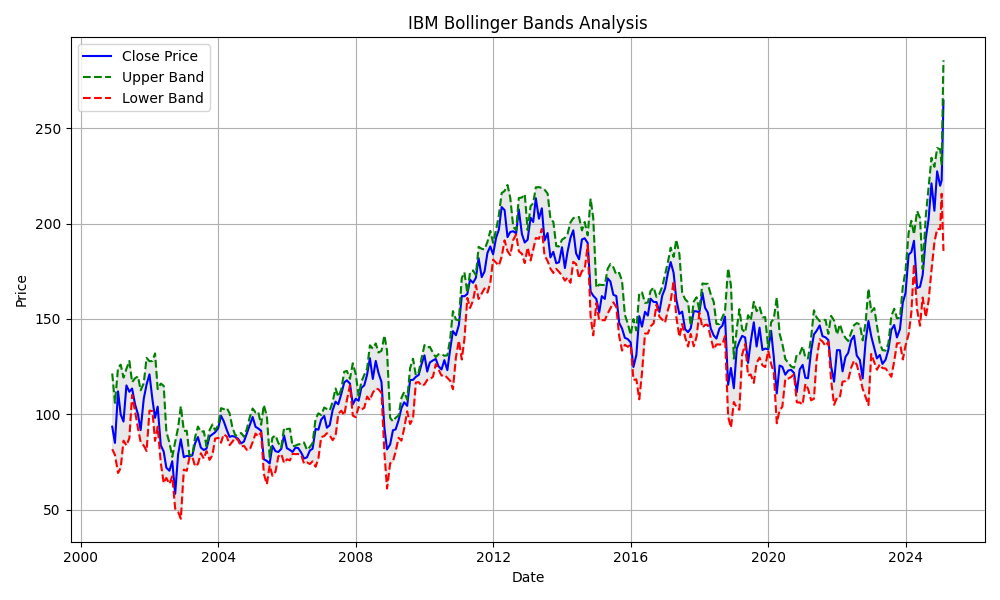 IBM Bollinger Bands Analysis
Close Price
Upper Band
Lower Band
Price
250
200
150
100
50
2000 2004 2008 2012 2016 2020 2024
Date